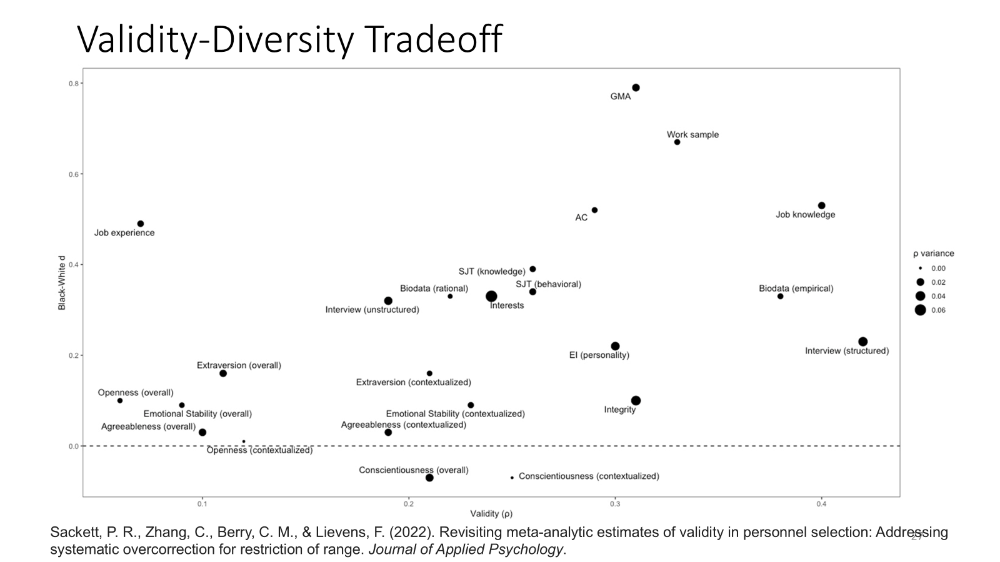 Validity-Diversity Tradeoff
0.8
GMA
Work sample
0.6
Job knowledge
AC
Job experience
ρ variance
0.4
0.00
SJT (knowledge)
SJT (behavioral)
0.02
Biodata (rational)
Biodata (empirical)
0.04
Interests
Interview (unstructured)
0.06
Black-White d
0.2
Interview (structured)
EI (personality)
Extraversion (overall)
Extraversion (contextualized)
Openness (overall)
Integrity
Emotional Stability (overall)
Emotional Stability (contextualized)
Agreeableness (overall)
Agreeableness (contextualized)
0.0
Openness (contextualized)
Conscientiousness (overall)
Conscientiousness (contextualized)
0.1 0.2 0.3 0.4
Validity (ρ)
Sackett, P. R., Zhang, C., Berry, C. M., & Lievens, F. (2022). Revisiting meta-analytic estimates of validity in personnel selection: Addressing
systematic overcorrection for restriction of range. Journal of Applied Psychology.
27